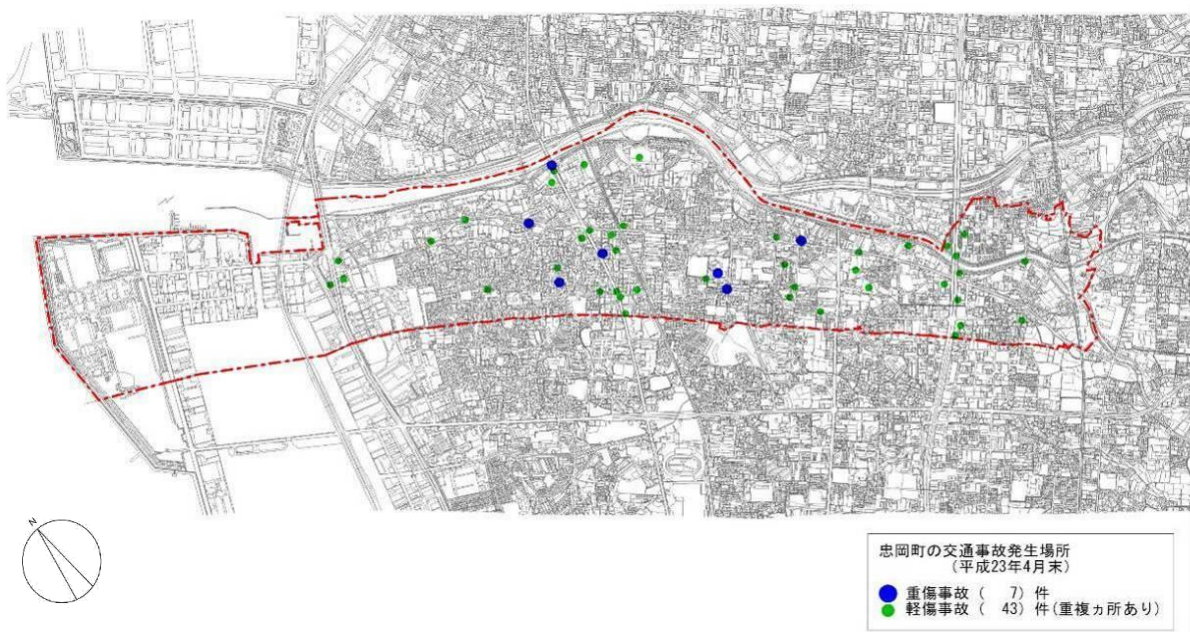 N
忠岡町の交通事故発生場所
(平成23年4月末)
重傷事故 ( 7) 件
軽傷事故 ( 43) 件(重複ヵ所あり)